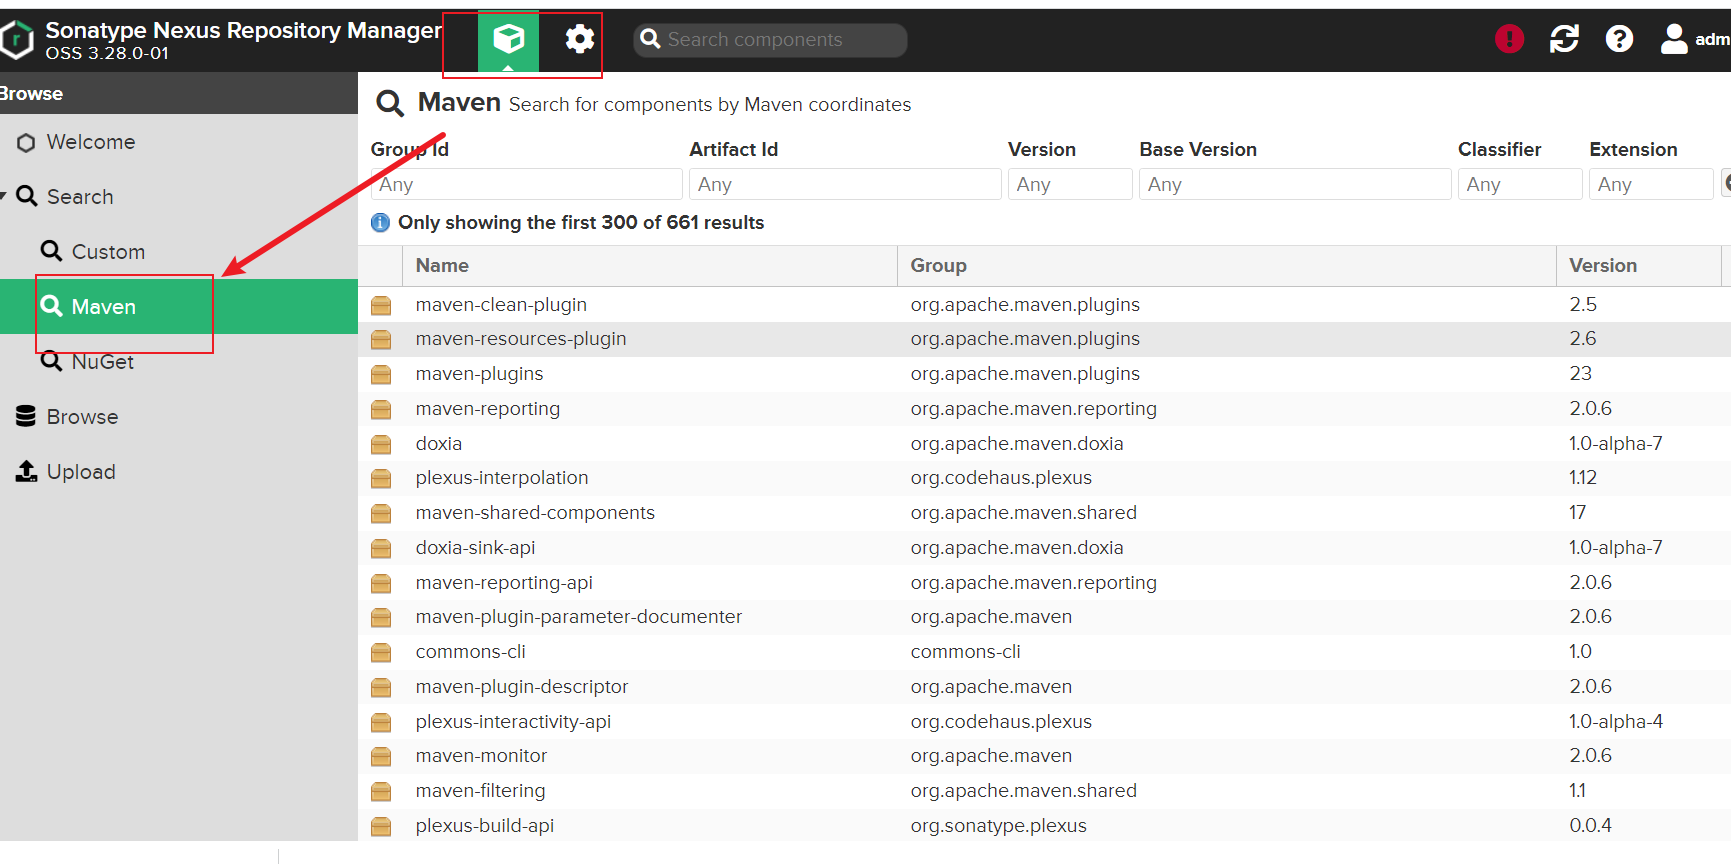 Sonatype Nexus Repository Manager
OSS 3.28.0-01
Search components
adm
Browse
Welcome
Search
Custom
Maven
NuGet
Browse
Upload
Maven Search for components by Maven coordinates
Group Id Artifact Id Version Base Version Classifier Extension
Any Any Any Any Any Any
Only showing the first 300 of 661 results
Name Group Version
maven-clean-plugin org.apache.maven.plugins 2.5
maven-resources-plugin org.apache.maven.plugins 2.6
maven-plugins org.apache.maven.plugins 23
maven-reporting org.apache.maven.reporting 2.0.6
doxia org.apache.maven.doxia 1.0-alpha-7
plexus-interpolation org.codehaus.plexus 1.12
maven-shared-components org.apache.maven.shared 17
doxia-sink-api org.apache.maven.doxia 1.0-alpha-7
maven-reporting-api org.apache.maven.reporting 2.0.6
maven-plugin-parameter-documenter org.apache.maven 2.0.6
commons-cli commons-cli 1.0
maven-plugin-descriptor org.apache.maven 2.0.6
plexus-interactivity-api org.codehaus.plexus 1.0-alpha-4
maven-monitor org.apache.maven 2.0.6
maven-filtering org.apache.maven.shared 1.1
plexus-build-api org.sonatype.plexus 0.0.4